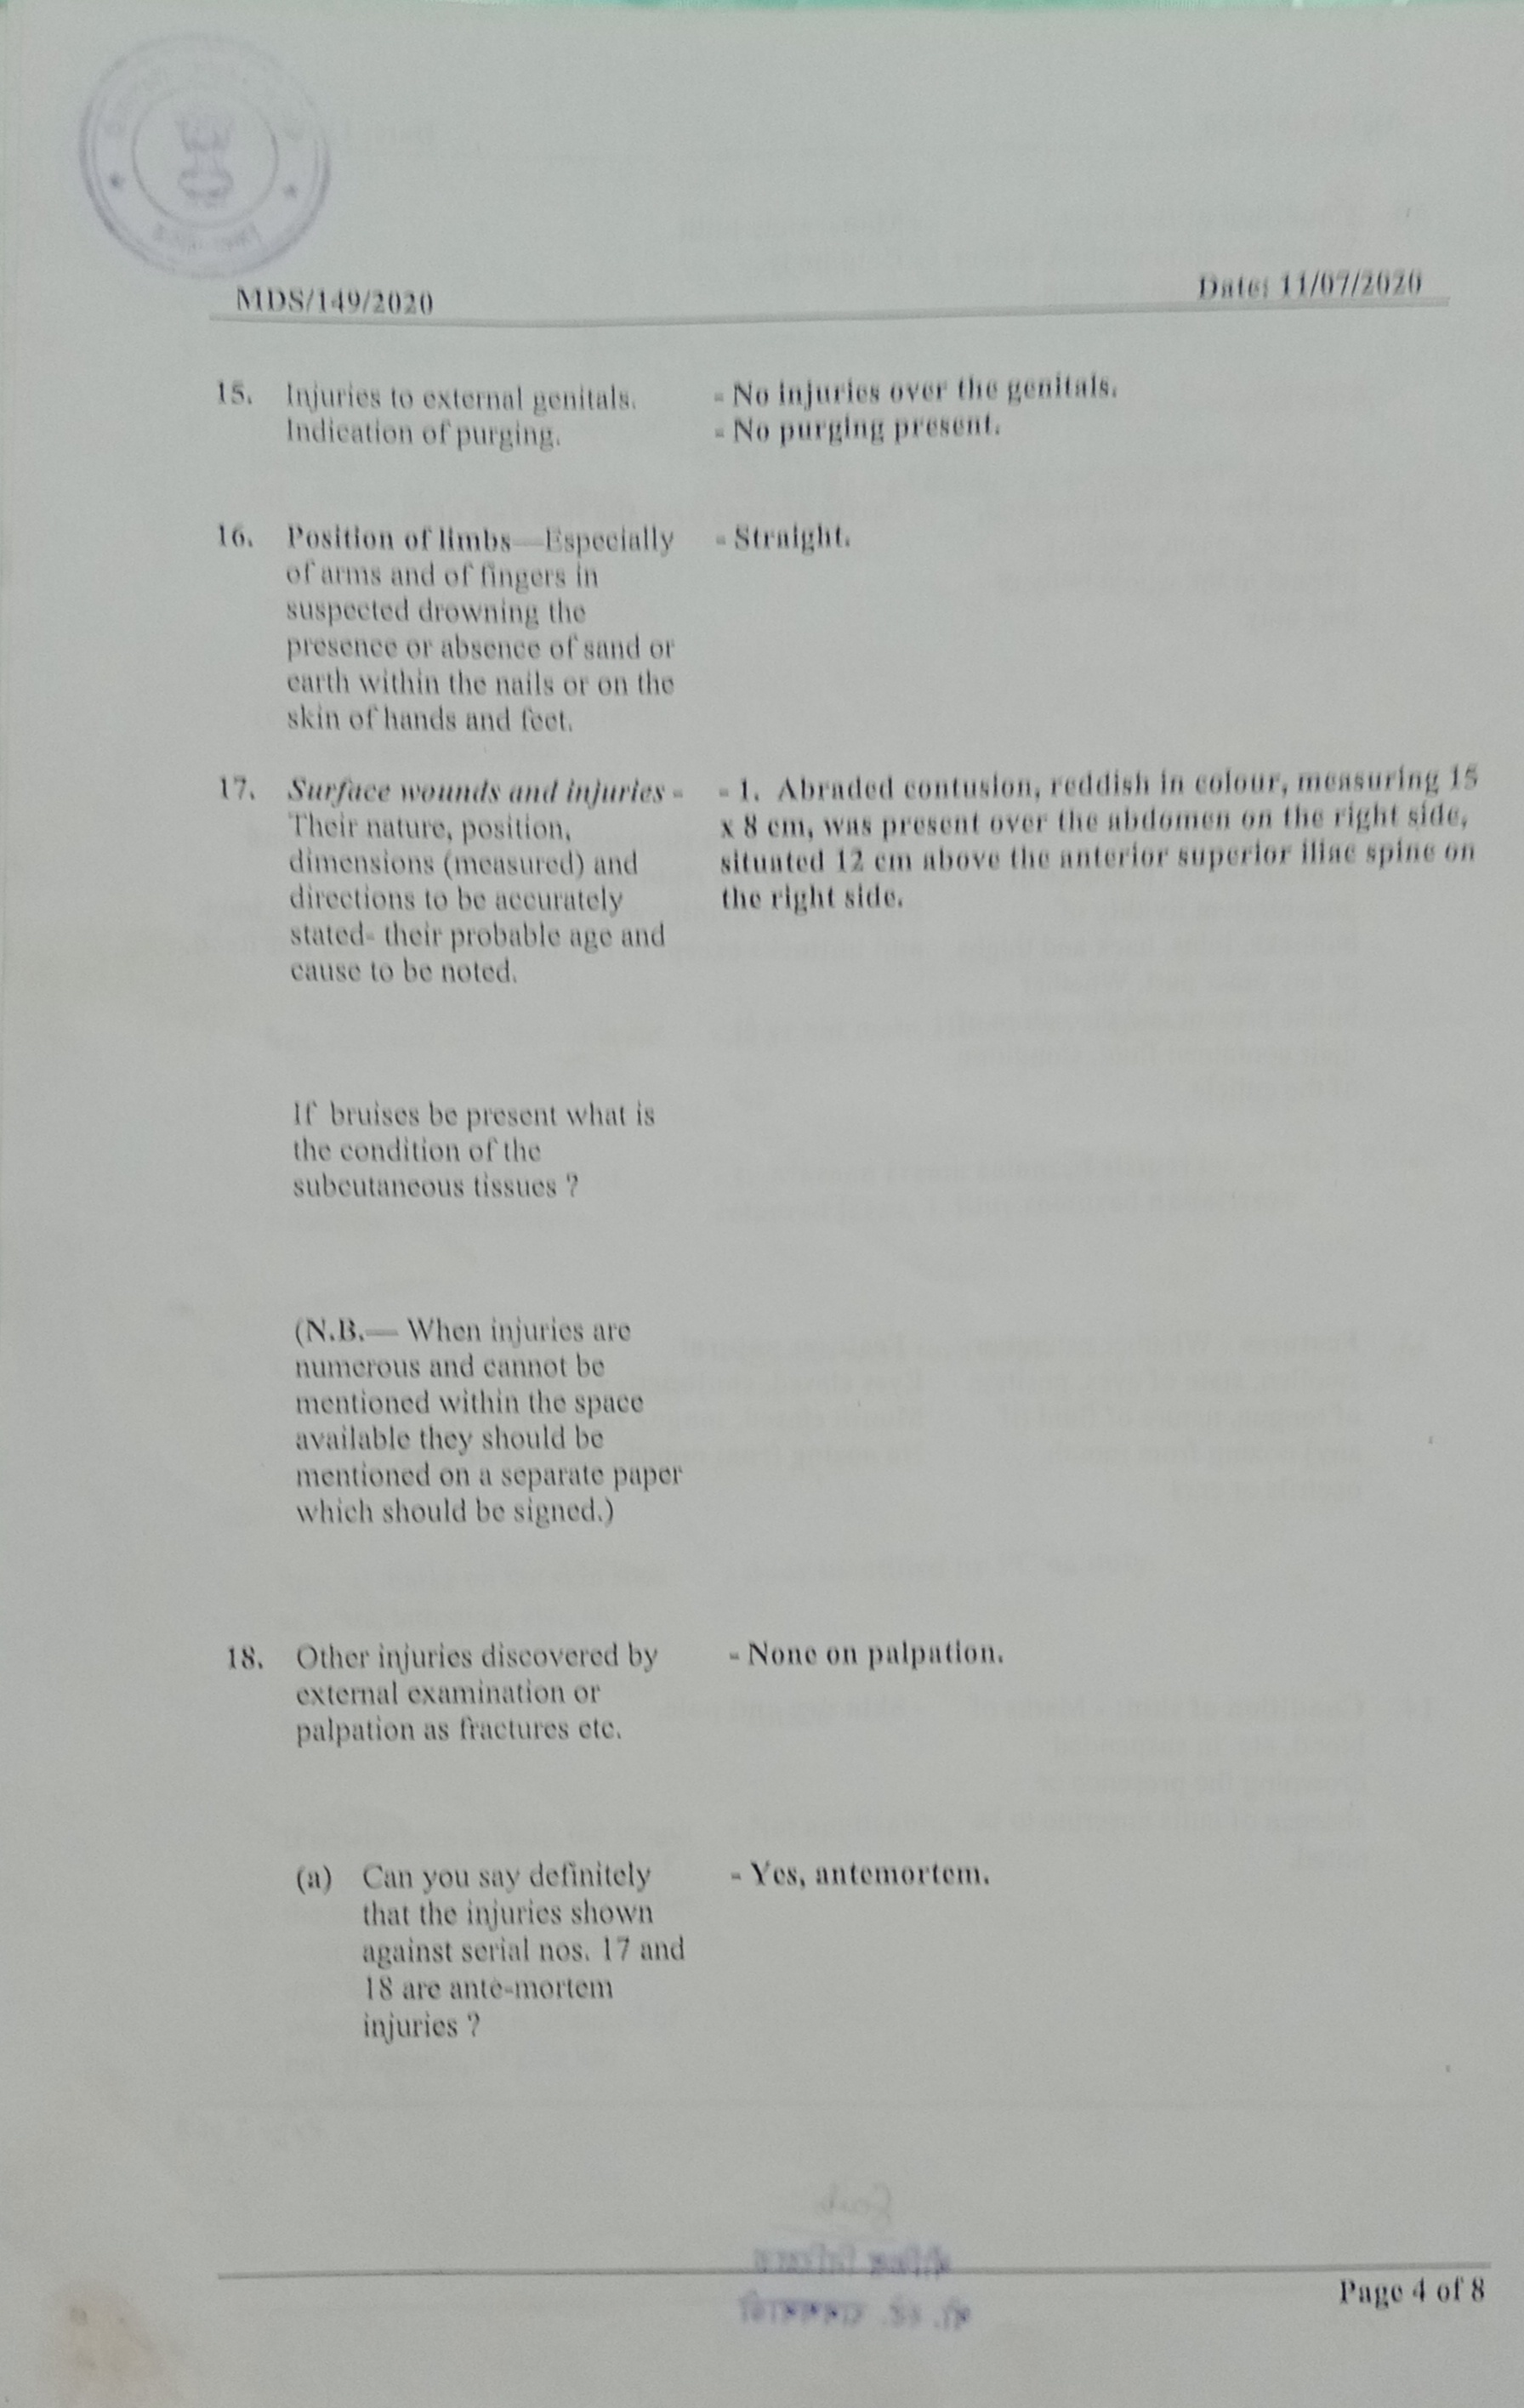 MDS/149/2020
Date: 11/07/2020
15. Injuries to external genitals. - No injuries over the genitals.
Indication of purging. - No purging present.
16. Position of limbs—Especially - Straight.
of arms and of fingers in
suspected drowning the
presence or absence of sand or
earth within the nails or on the
skin of hands and feet.
17. Surface wounds and injuries - - 1. Abraded contusion, reddish in colour, measuring 15
Their nature, position, x 8 cm, was present over the abdomen on the right side,
dimensions (measured) and situated 12 cm above the anterior superior iliac spine on
directions to be accurately the right side.
stated- their probable age and
cause to be noted.
If bruises be present what is
the condition of the
subcutaneous tissues ?
(N.B.— When injuries are
numerous and cannot be
mentioned within the space
available they should be
mentioned on a separate paper
which should be signed.)
18. Other injuries discovered by - None on palpation.
external examination or
palpation as fractures etc.
(a) Can you say definitely - Yes, antemortem.
that the injuries shown
against serial nos. 17 and
18 are ante-mortem
injuries ?
Page 4 of 8